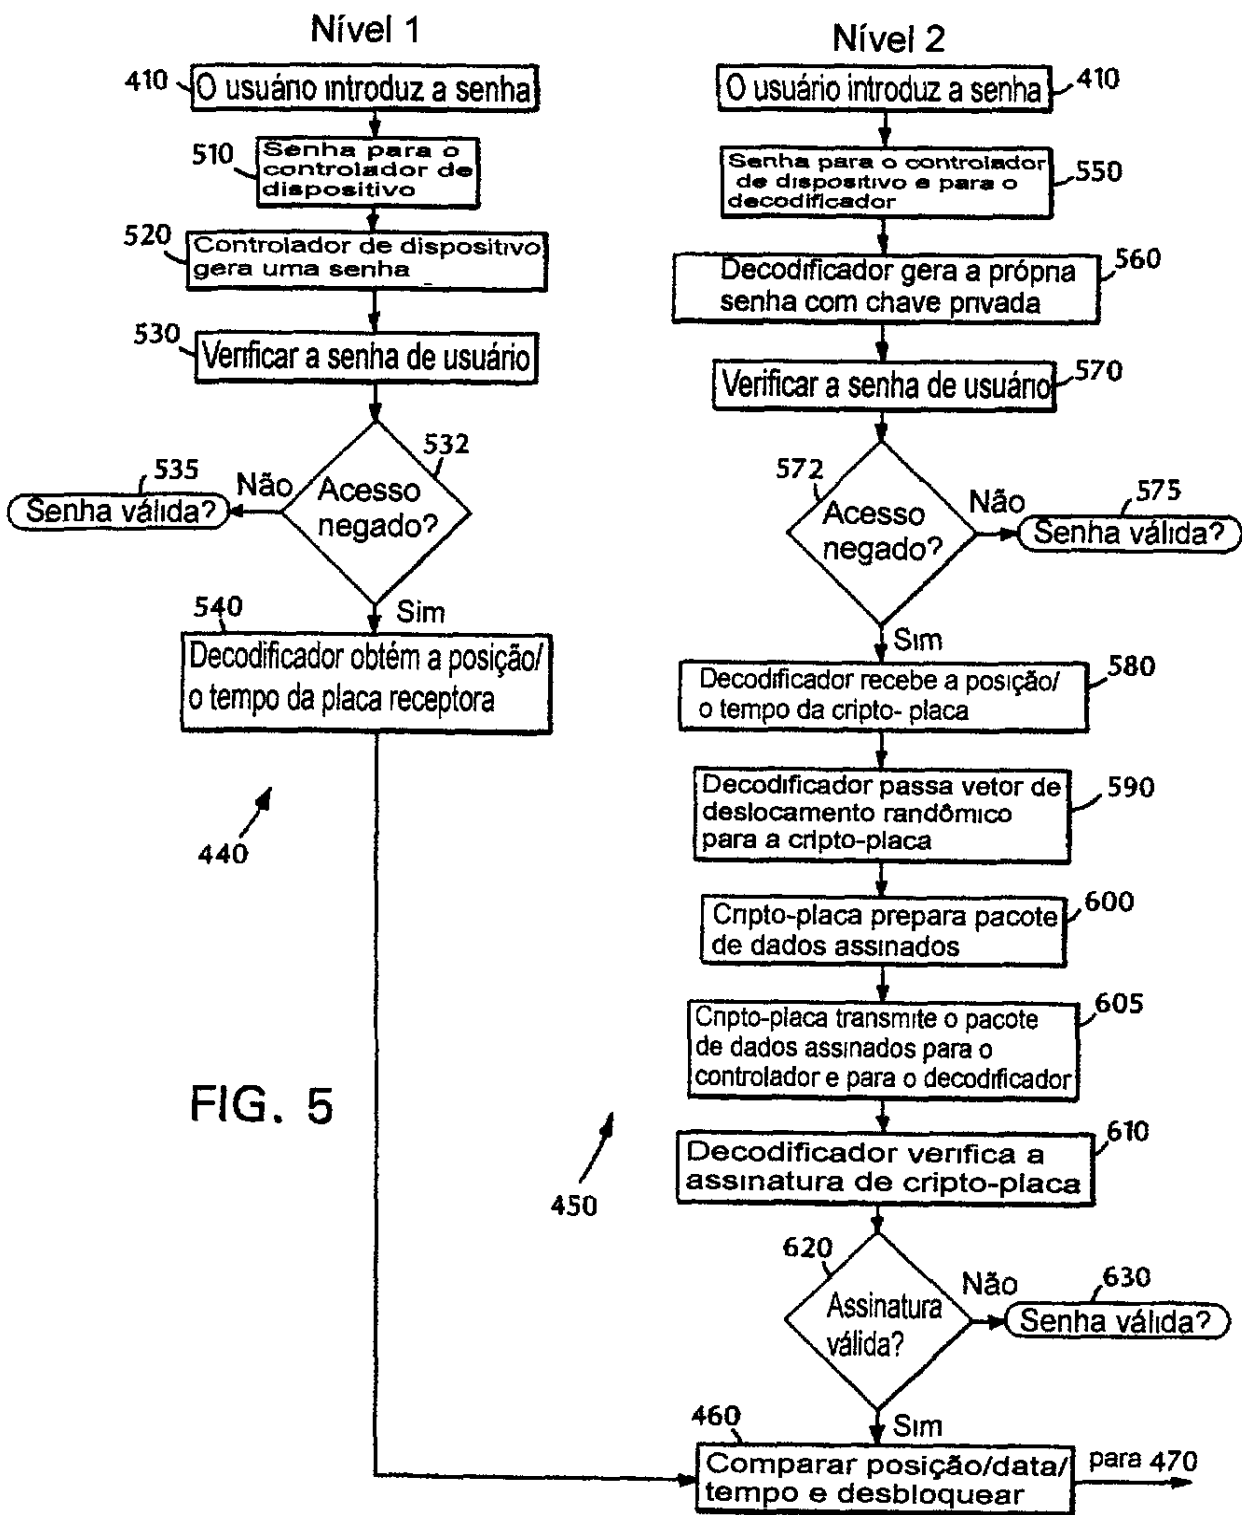 Nível 1
410
O usuário introduz a senha
510
Senha para o
controlador de
dispositivo
520
Controlador de dispositivo
gera uma senha
530
Verificar a senha de usuário
532
Acesso
negado?
Não
535
Senha válida?
Sim
540
Decodificador obtém a posição/
o tempo da placa receptora
440
FIG. 5
Nível 2
O usuário introduz a senha
410
Senha para o controlador
de dispositivo e para o
decodificador
550
Decodificador gera a própria
senha com chave privada
560
Verificar a senha de usuário
570
572
Acesso
negado?
Não
575
Senha válida?
Sim
Decodificador recebe a posição/
o tempo da cripto- placa
580
Decodificador passa vetor de
deslocamento randômico
para a cripto-placa
590
Cripto-placa prepara pacote
de dados assinados
600
Cripto-placa transmite o pacote
de dados assinados para o
controlador e para o decodificador
605
450
Decodificador verifica a
assinatura de cripto-placa
610
620
Assinatura
válida?
Não
630
Senha válida?
Sim
460
Comparar posição/data/
tempo e desbloquear
para 470